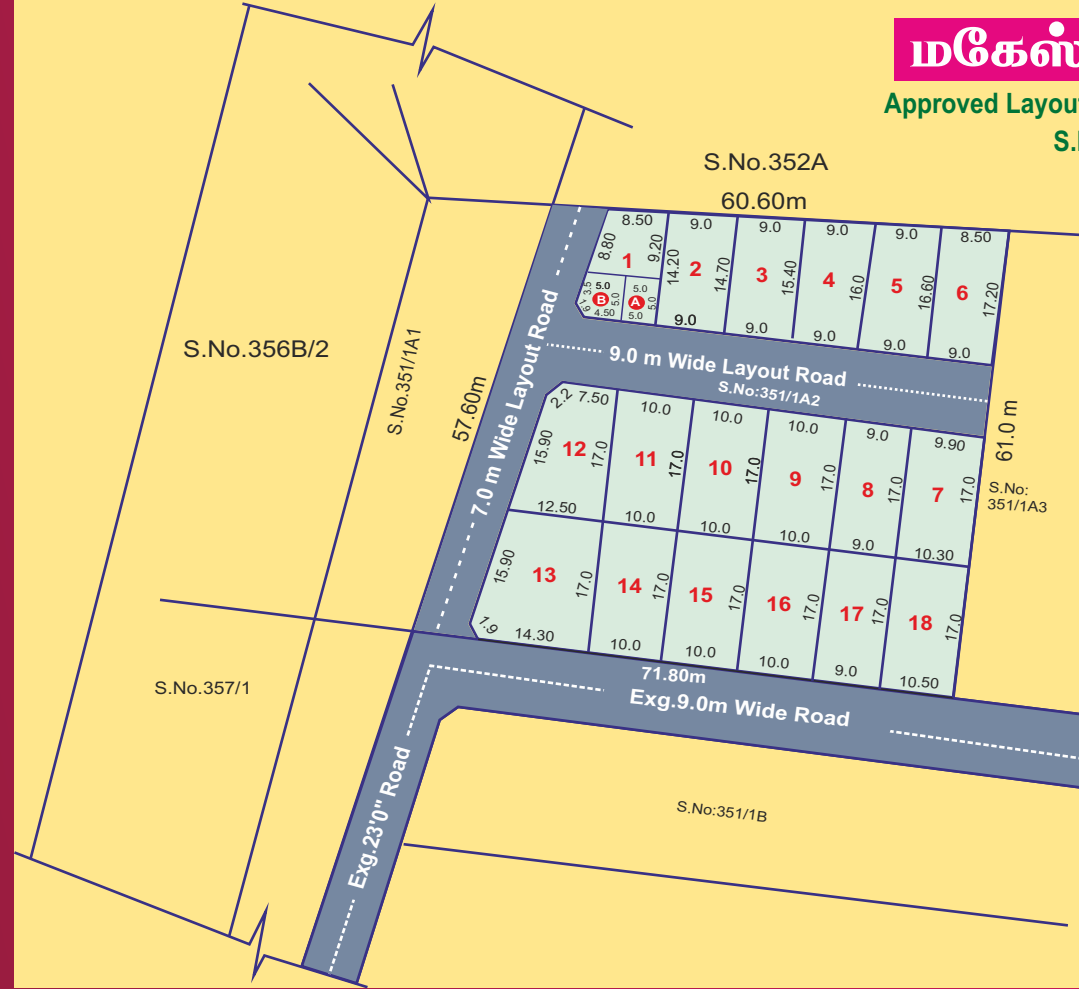 மகேஸ்
Approved Layout
S.
S.No.352A
60.60m
8.50 9.0 9.0 9.0 9.0 8.50
8.80 1 9.20 14.20 2 14.70 3 15.40 4 16.0 5 16.60 6 17.20
3.5 5.0 B 5.0 1.9 4.50
5.0 A 5.0 5.0
9.0 9.0 9.0 9.0 9.0
9.0 m Wide Layout Road
S.No:351/1A2
7.0 m Wide Layout Road
57.60m
61.0 m
S.No:
351/1A3
S.No.356B/2
S.No.351/1A1
2.2 7.50 10.0 10.0 10.0 9.0 9.90
15.90 12 17.0 11 17.0 10 17.0 9 17.0 8 17.0 7 17.0
12.50 10.0 10.0 10.0 9.0 10.30
15.90 13 17.0 14 17.0 15 17.0 16 17.0 17 17.0 18 17.0
1.9 14.30 10.0 10.0 10.0 9.0 10.50
71.80m
Exg.9.0m Wide Road
S.No.357/1
Exg.23'0" Road
S.No:351/1B